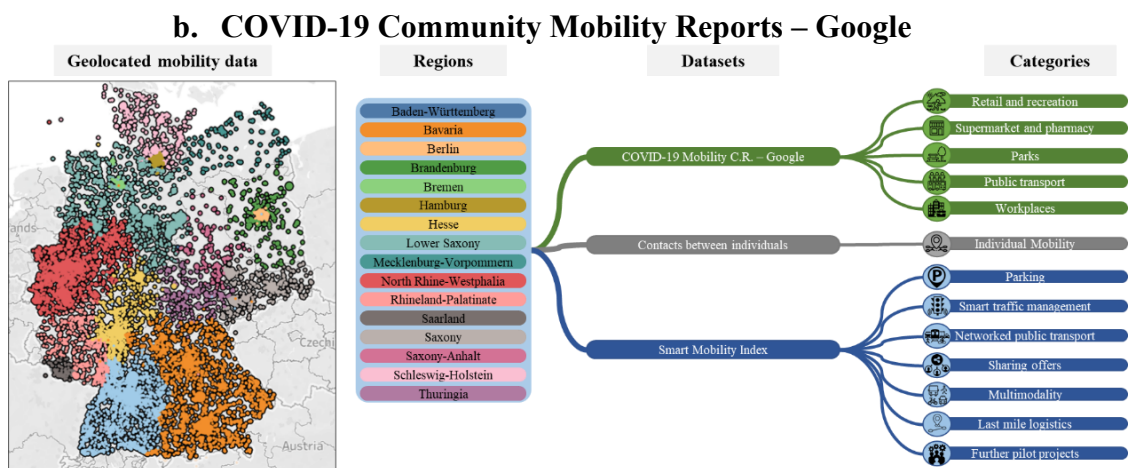 b. COVID-19 Community Mobility Reports – Google
Geolocated mobility data
Regions
Datasets
Categories
Baden-Württemberg
Bavaria
Berlin
Brandenburg
Bremen
Hamburg
Hesse
Lower Saxony
Mecklenburg-Vorpommern
North Rhine-Westphalia
Rhineland-Palatinate
Saarland
Saxony
Saxony-Anhalt
Schleswig-Holstein
Thuringia
COVID-19 Mobility C.R. – Google
Contacts between individuals
Smart Mobility Index
Retail and recreation
Supermarket and pharmacy
Parks
Public transport
Workplaces
Individual Mobility
P
Parking
Smart traffic management
Networked public transport
Sharing offers
Multimodality
Last mile logistics
Further pilot projects
lands
Czechi
Austria